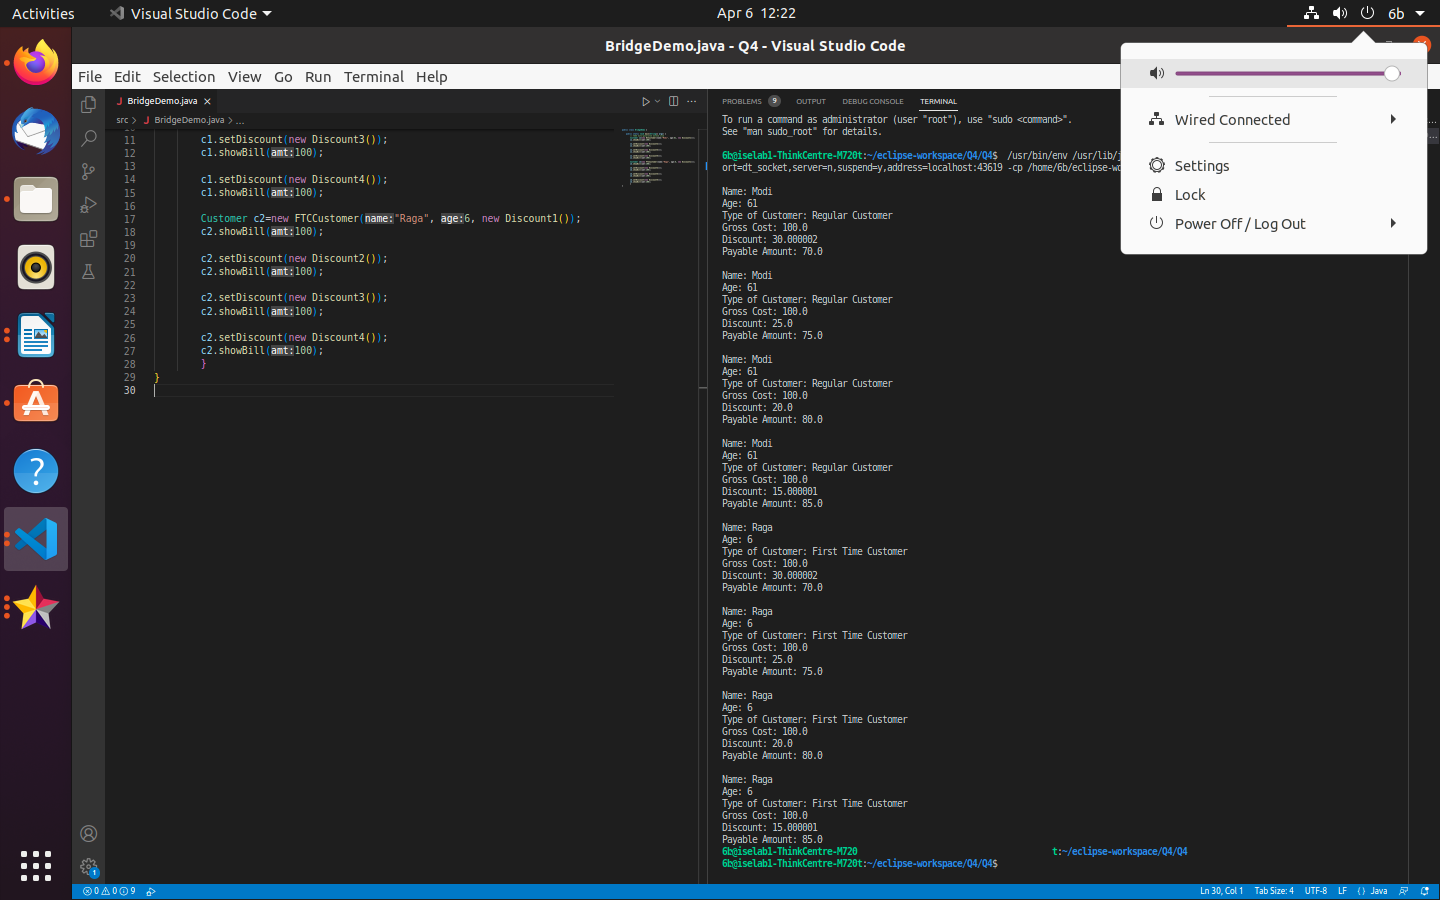 Activities
Visual Studio Code
Apr 6 12:22
6b
BridgeDemo.java - Q4 - Visual Studio Code
File Edit Selection View Go Run Terminal Help
BridgeDemo.java
src > BridgeDemo.java > ...
11 c1.setDiscount(new Discount3());
12 c1.showBill(amt:100);
13
14 c1.setDiscount(new Discount4());
15 c1.showBill(amt:100);
16
17 Customer c2=new FTCCustomer(name:"Raga", age:6, new Discount1());
18 c2.showBill(amt:100);
19
20 c2.setDiscount(new Discount2());
21 c2.showBill(amt:100);
22
23 c2.setDiscount(new Discount3());
24 c2.showBill(amt:100);
25
26 c2.setDiscount(new Discount4());
27 c2.showBill(amt:100);
28 }
29 }
30
PROBLEMS 9 OUTPUT DEBUG CONSOLE TERMINAL
To run a command as administrator (user "root"), use "sudo <command>".
See "man sudo_root" for details.
6b@iselab1-ThinkCentre-M720t:~/eclipse-workspace/Q4/Q4$ /usr/bin/env /usr/lib/j
ort=dt_socket,server=n,suspend=y,address=localhost:43619 -cp /home/6b/eclipse-wo
Name: Modi
Age: 61
Type of Customer: Regular Customer
Gross Cost: 100.0
Discount: 30.000002
Payable Amount: 70.0
Name: Modi
Age: 61
Type of Customer: Regular Customer
Gross Cost: 100.0
Discount: 25.0
Payable Amount: 75.0
Name: Modi
Age: 61
Type of Customer: Regular Customer
Gross Cost: 100.0
Discount: 20.0
Payable Amount: 80.0
Name: Modi
Age: 61
Type of Customer: Regular Customer
Gross Cost: 100.0
Discount: 15.000001
Payable Amount: 85.0
Name: Raga
Age: 6
Type of Customer: First Time Customer
Gross Cost: 100.0
Discount: 30.000002
Payable Amount: 70.0
Name: Raga
Age: 6
Type of Customer: First Time Customer
Gross Cost: 100.0
Discount: 25.0
Payable Amount: 75.0
Name: Raga
Age: 6
Type of Customer: First Time Customer
Gross Cost: 100.0
Discount: 20.0
Payable Amount: 80.0
Name: Raga
Age: 6
Type of Customer: First Time Customer
Gross Cost: 100.0
Discount: 15.000001
Payable Amount: 85.0
6b@iselab1-ThinkCentre-M720 t:~/eclipse-workspace/Q4/Q4
6b@iselab1-ThinkCentre-M720t:~/eclipse-workspace/Q4/Q4$
Wired Connected
Settings
Lock
Power Off / Log Out
1
0 0 9
Ln 30, Col 1 Tab Size: 4 UTF-8 LF {} Java